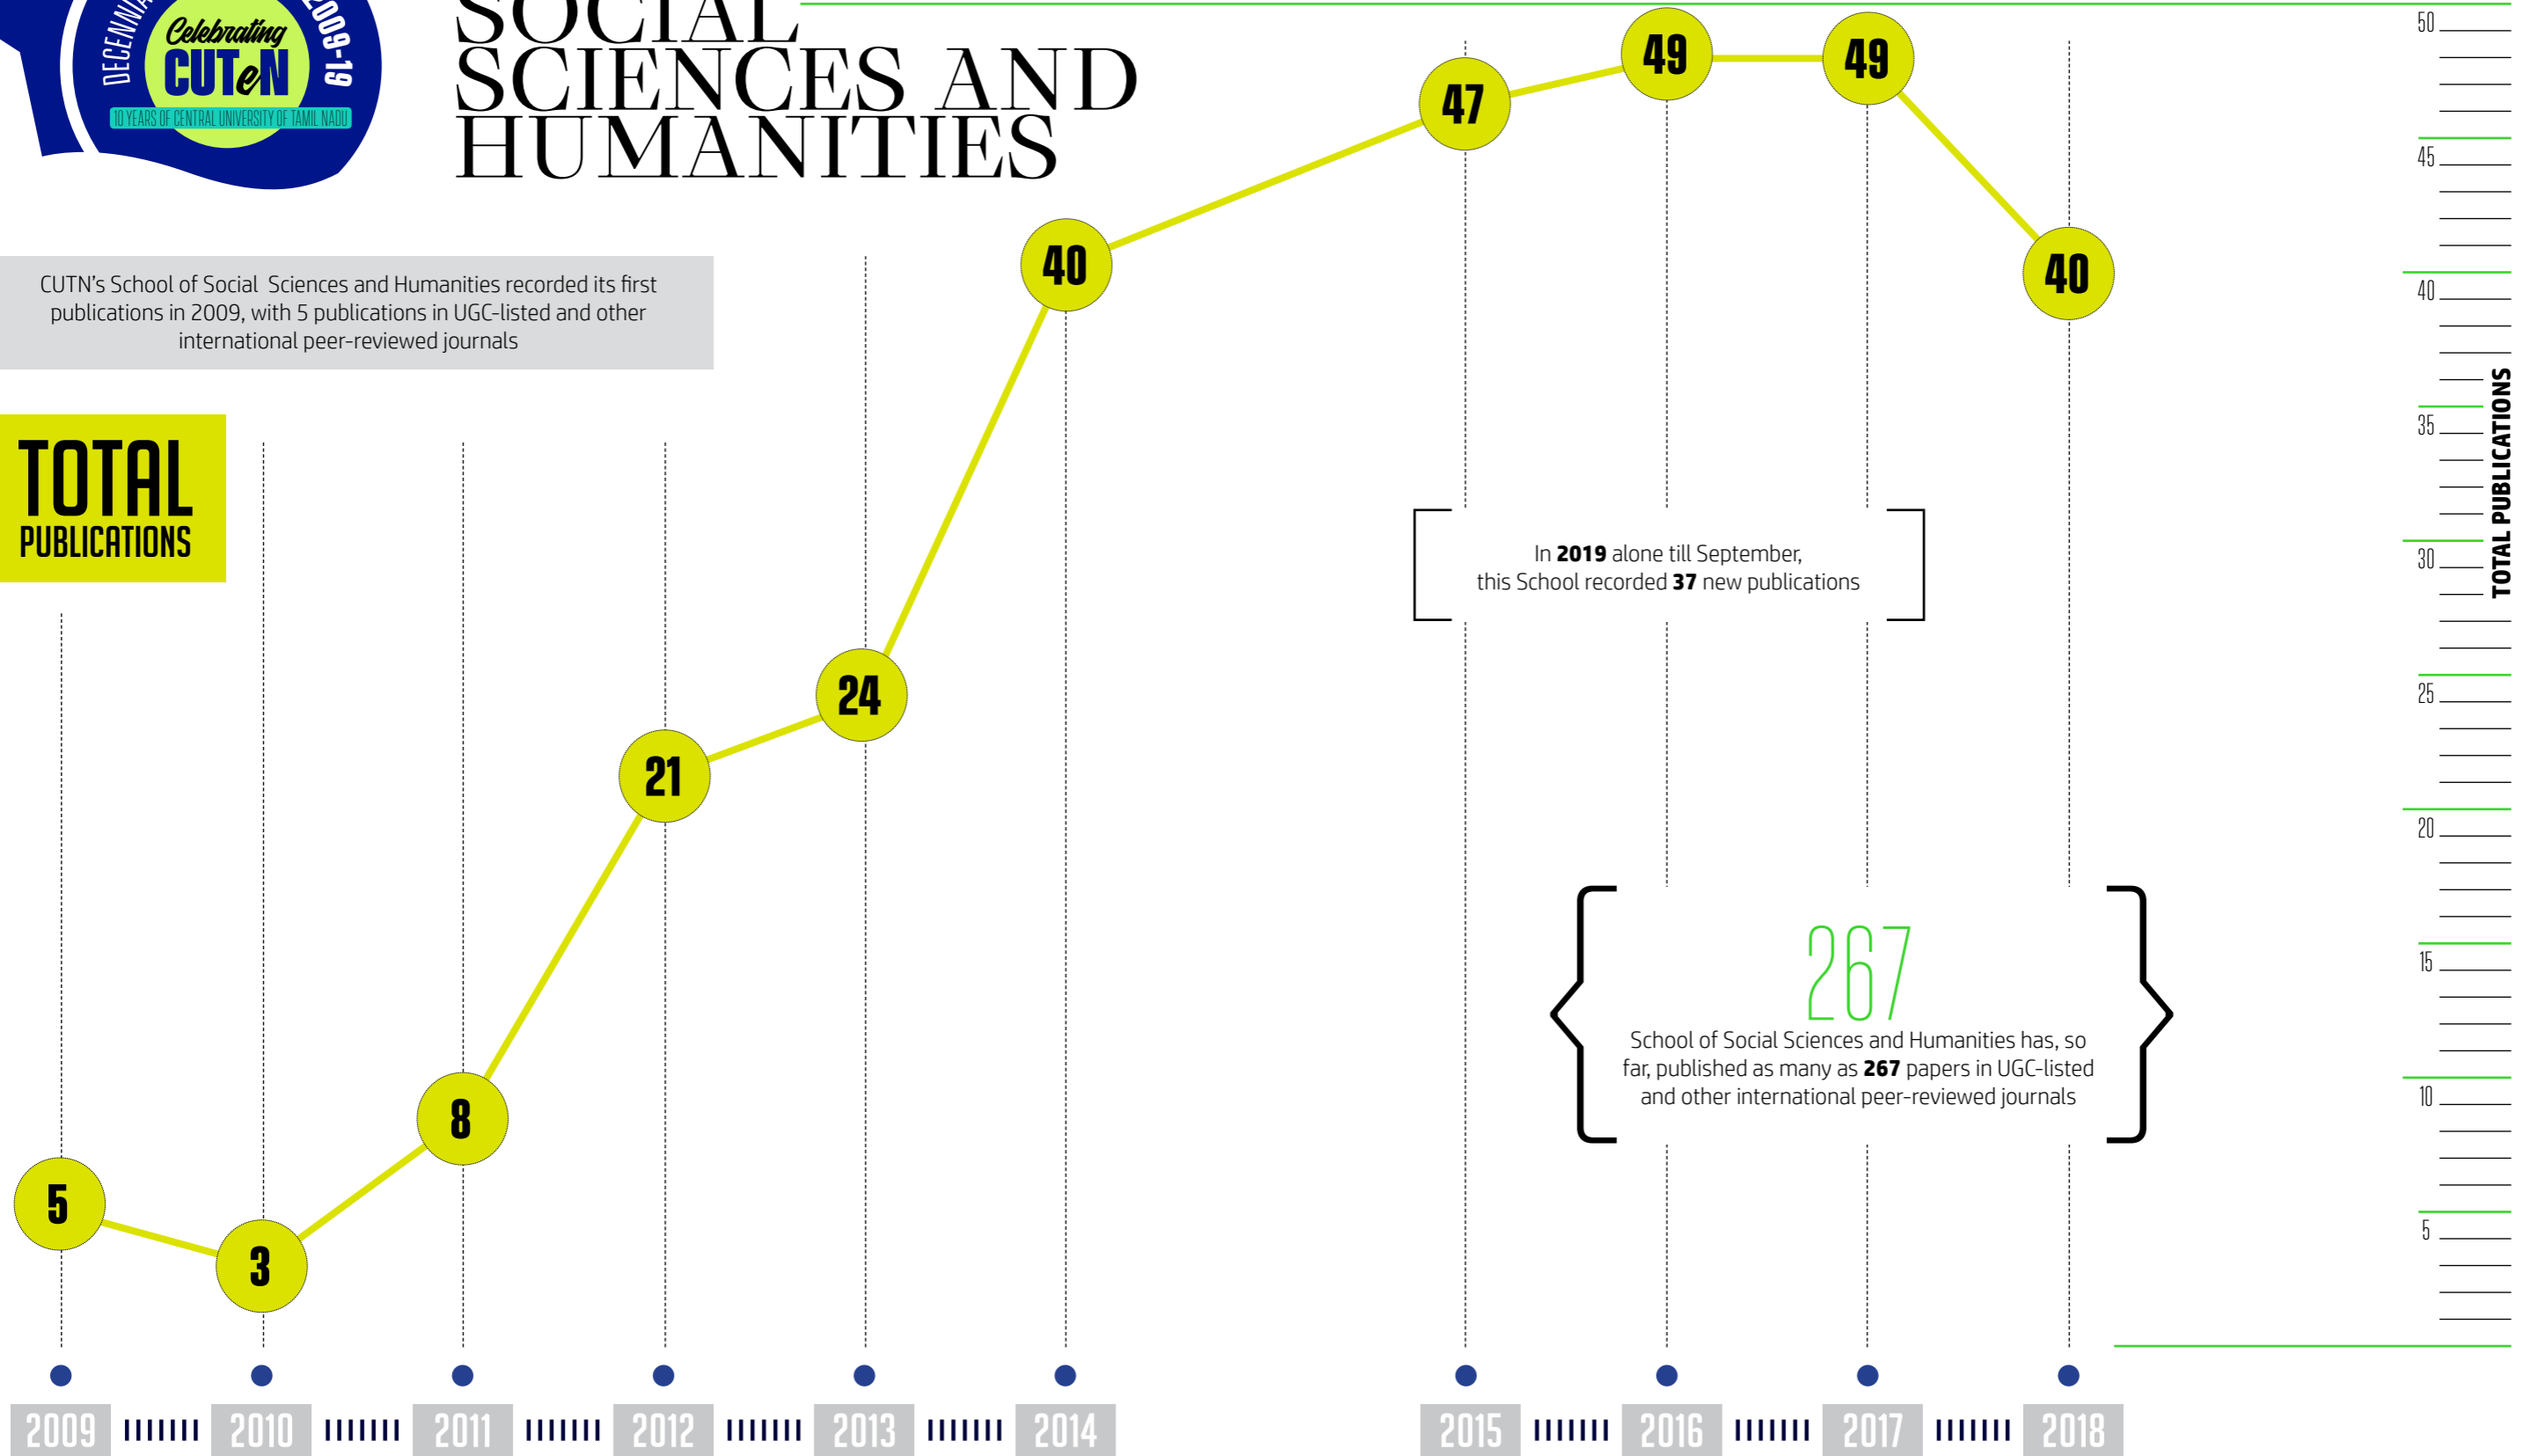 DECENNIA
2009-19
Celebrating
CUTeN
10 YEARS OF CENTRAL UNIVERSITY OF TAMIL NADU
SOCIAL
SCIENCES AND
HUMANITIES
CUTN's School of Social Sciences and Humanities recorded its first
publications in 2009, with 5 publications in UGC-listed and other
international peer-reviewed journals
TOTAL
PUBLICATIONS
5
3
8
21
24
40
47
49
49
40
In 2019 alone till September,
this School recorded 37 new publications
267
School of Social Sciences and Humanities has, so
far, published as many as 267 papers in UGC-listed
and other international peer-reviewed journals
50
45
40
35
30
25
20
15
10
5
TOTAL PUBLICATIONS
2009
2010
2011
2012
2013
2014
2015
2016
2017
2018